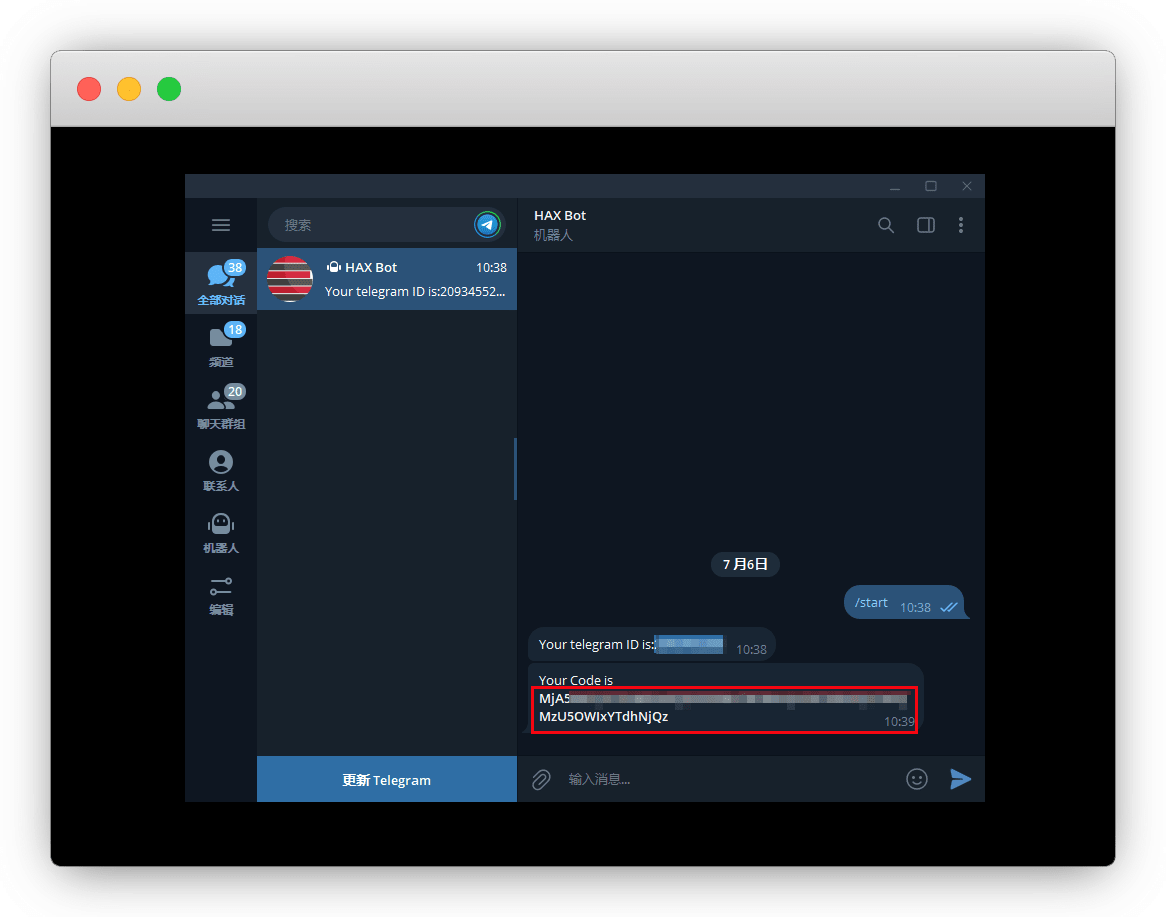 搜索
HAX Bot
机器人
38
全部对话
HAX Bot 10:38
Your telegram ID is:20934552...
18
频道
20
聊天群组
联系人
机器人
编辑
7月6日
/start 10:38
Your telegram ID is: 10:38
Your Code is
MjA5
MzU5OWIxYTdhNjQz 10:39
更新 Telegram
输入消息...